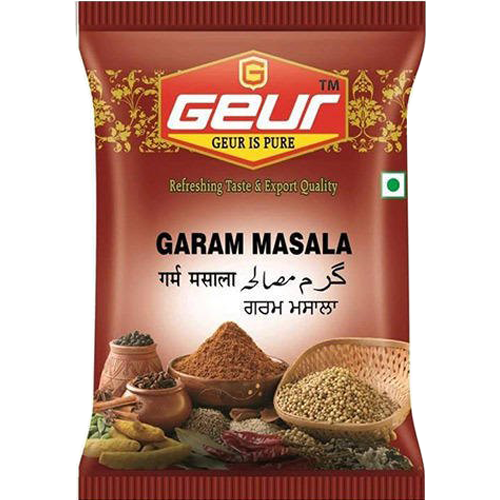 G
Geur
TM
GEUR IS PURE
Refreshing Taste & Export Quality
GARAM MASALA
गर्म मसाला گرم مصالحہ
ਗਰਮ ਮਸਾਲਾ